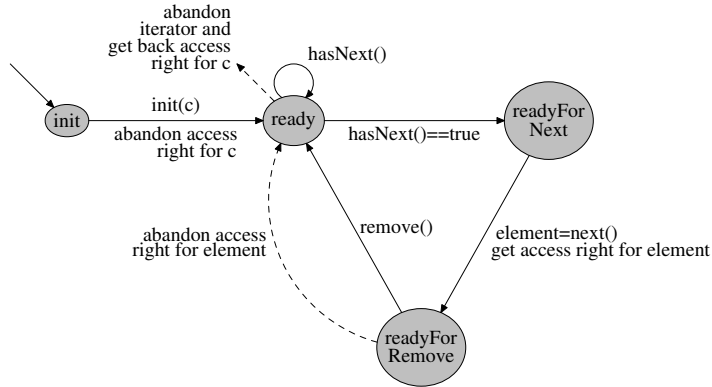 abandon
iterator and
get back access
right for c
hasNext()
init
init(c)
abandon access
right for c
ready
hasNext()==true
readyFor
Next
abandon access
right for element
remove()
element=next()
get access right for element
readyFor
Remove